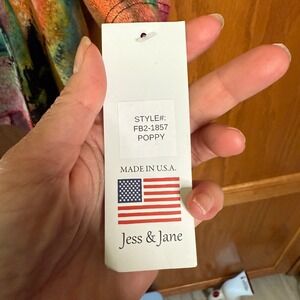 STYLE#:
FB2-1857
POPPY
MADE IN U.S.A.
Jess & Jane